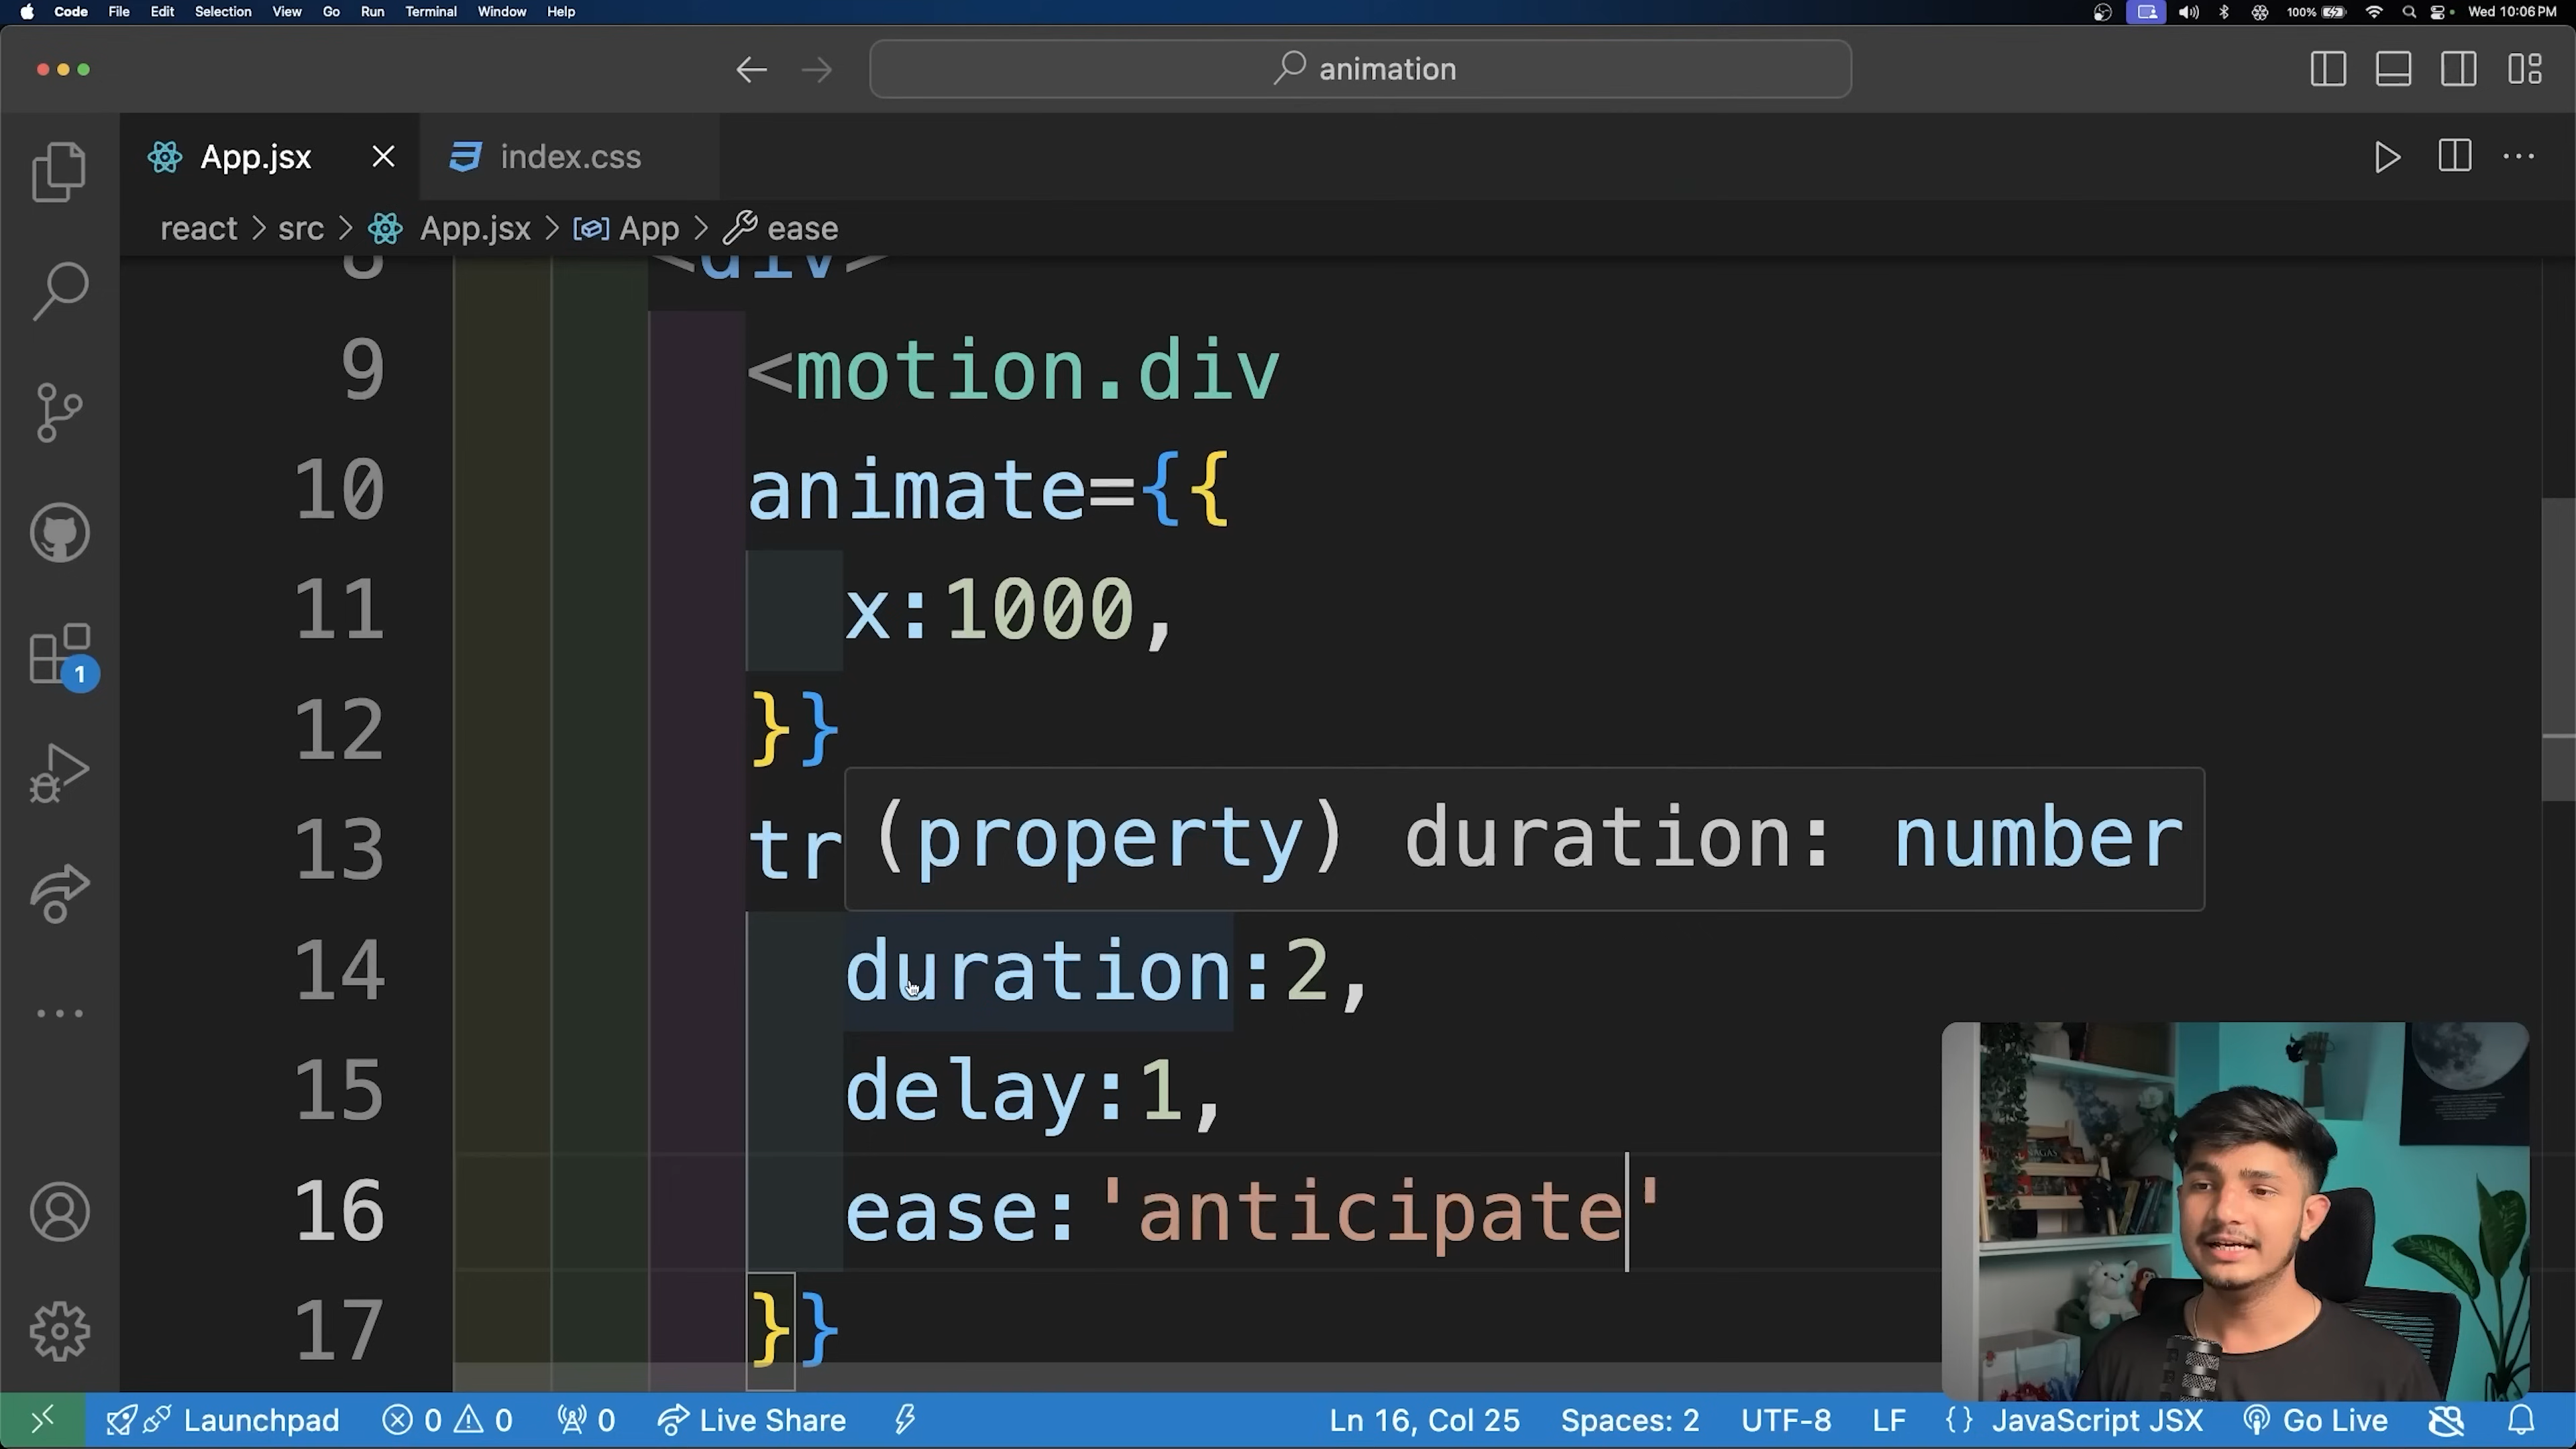 Code File Edit Selection View Go Run Terminal Window Help 100% Wed 10:06 PM
animation
App.jsx index.css
react > src > App.jsx > App > ease
8 <div>
9 <motion.div
10 animate={{
11 x:1000,
12 }}
13 tr
(property) duration: number
14 duration:2,
15 delay:1,
16 ease:'anticipate'
17 }}
1
Launchpad 0 0 0 Live Share Ln 16, Col 25 Spaces: 2 UTF-8 LF {} JavaScript JSX Go Live